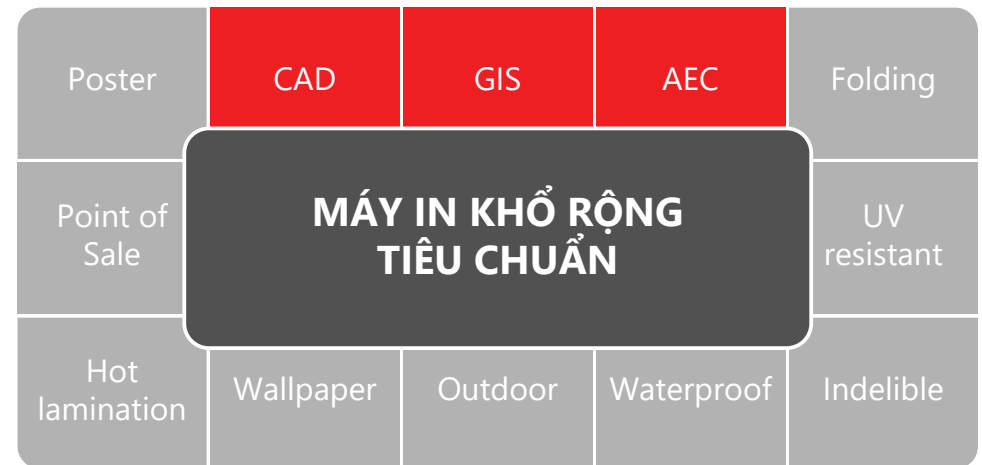 Poster
CAD
GIS
AEC
Folding
Point of
Sale
MÁY IN KHỔ RỘNG
TIÊU CHUẨN
UV
resistant
Hot
lamination
Wallpaper
Outdoor
Waterproof
Indelible